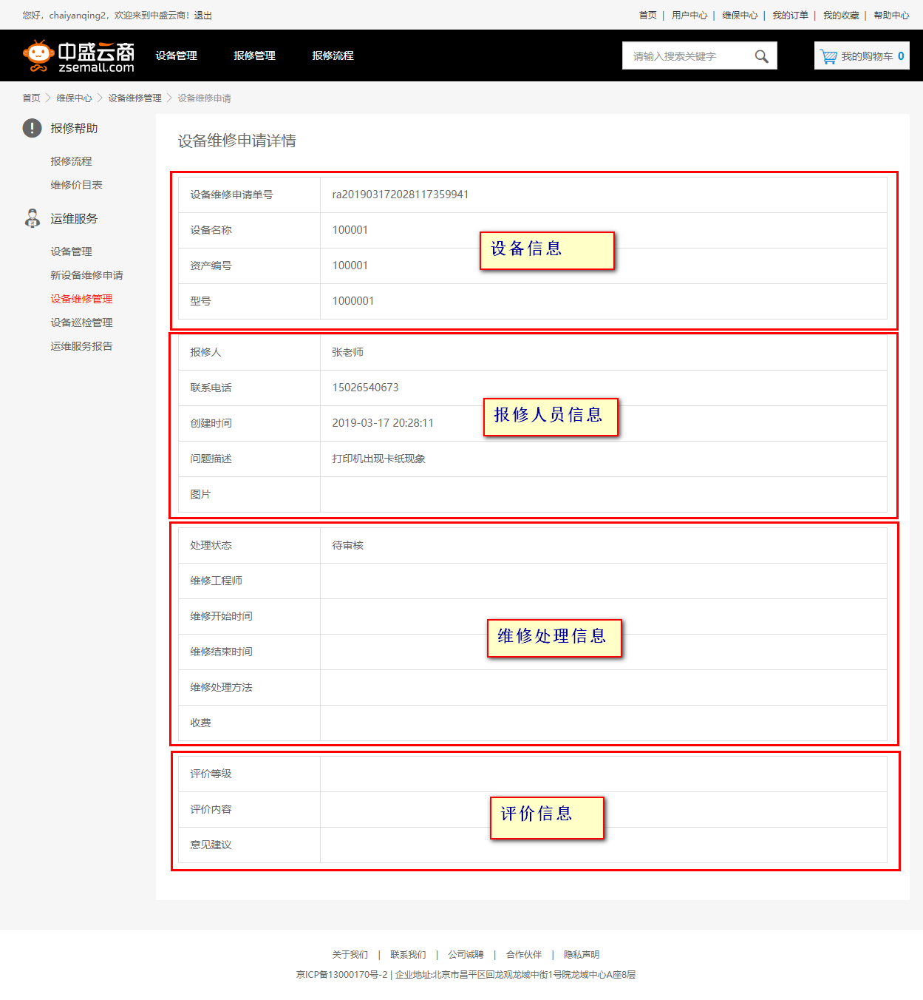 您好，chaiyanqing2，欢迎来到中盛云商！退出
首页 | 用户中心 | 维保中心 | 我的订单 | 我的收藏 | 帮助中心
中盛云商
zsemall.com
设备管理 报修管理 报修流程
请输入搜索关键字
我的购物车 0
首页 > 维保中心 > 设备维修管理 > 设备维修申请
报修帮助
报修流程
维修价目表
运维服务
设备管理
新设备维修申请
设备维修管理
设备巡检管理
运维服务报告
设备维修申请详情
设备维修申请单号 ra201903172028117359941
设备名称 100001
资产编号 100001
型号 1000001
设备信息
报修人 张老师
联系电话 15026540673
创建时间 2019-03-17 20:28:11
问题描述 打印机出现卡纸现象
图片
报修人员信息
处理状态 待审核
维修工程师
维修开始时间
维修结束时间
维修处理方法
收费
维修处理信息
评价等级
评价内容
意见建议
评价信息
关于我们 | 联系我们 | 公司诚聘 | 合作伙伴 | 隐私声明
京ICP备13000170号-2 | 企业地址:北京市昌平区回龙观龙域中街1号院龙域中心A座8层